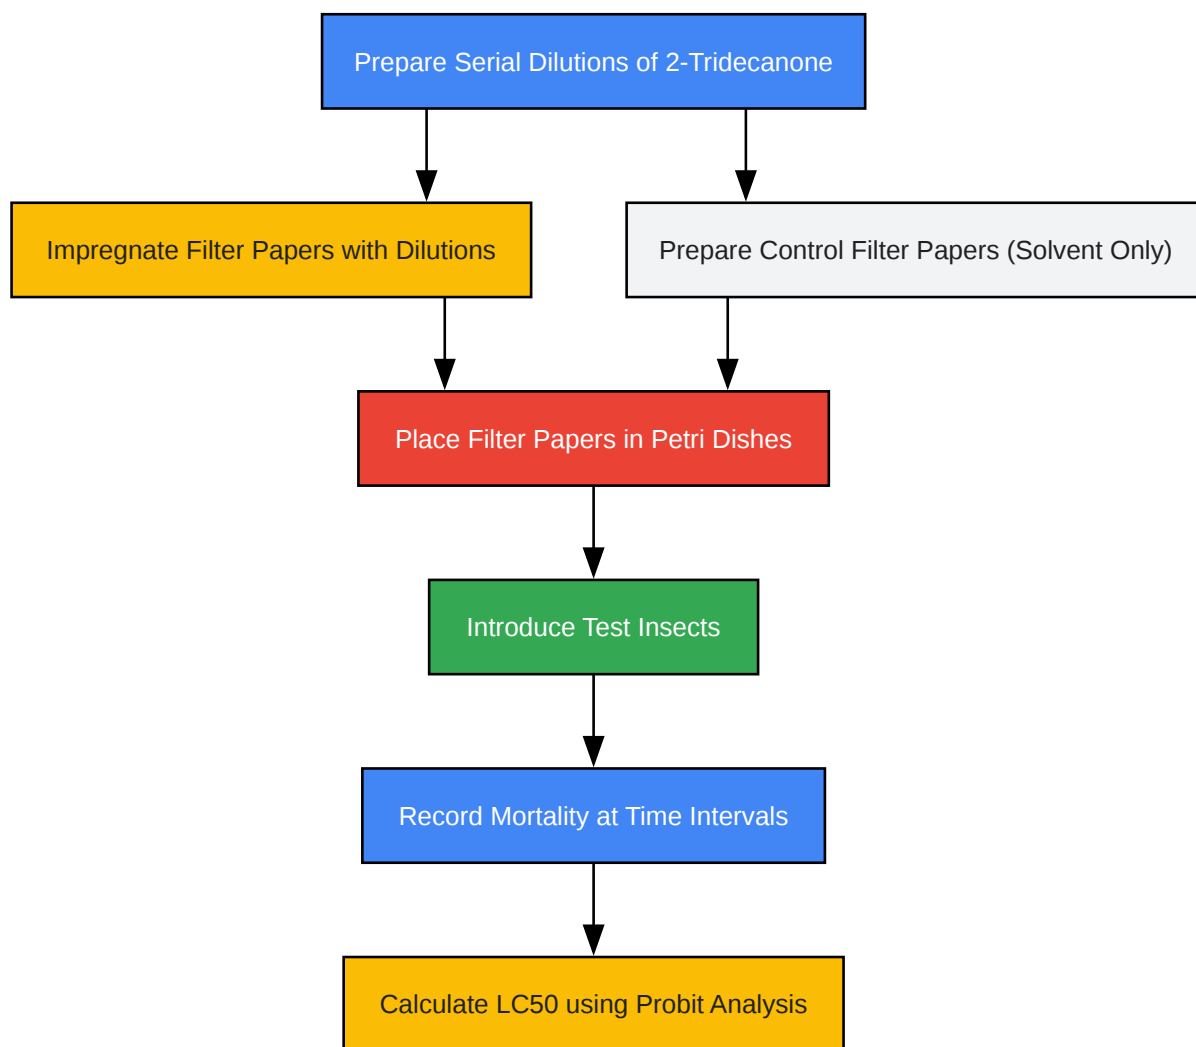 Prepare Serial Dilutions of 2-Tridecanone
Impregnate Filter Papers with Dilutions
Prepare Control Filter Papers (Solvent Only)
Place Filter Papers in Petri Dishes
Introduce Test Insects
Record Mortality at Time Intervals
Calculate LC50 using Probit Analysis